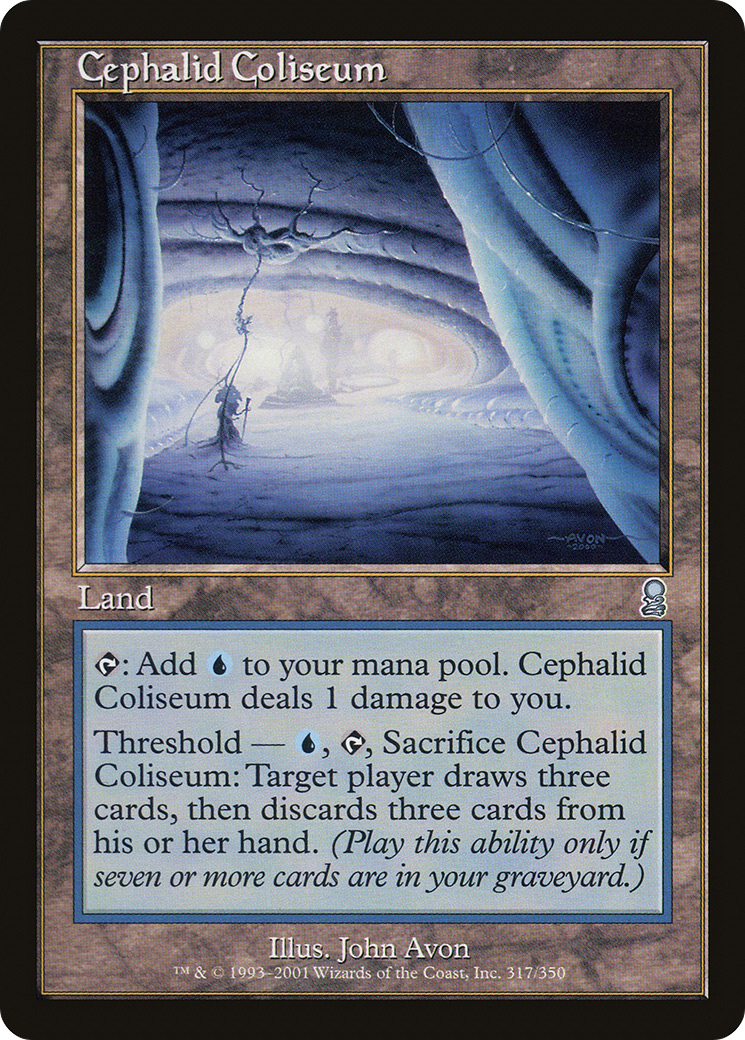 Cephalid Coliseum
AVON
2000
Land
: Add to your mana pool. Cephalid
Coliseum deals 1 damage to you.
Threshold — , , Sacrifice Cephalid
Coliseum: Target player draws three
cards, then discards three cards from
his or her hand. (Play this ability only if
seven or more cards are in your graveyard.)
Illus. John Avon
™ & © 1993–2001 Wizards of the Coast, Inc. 317/350